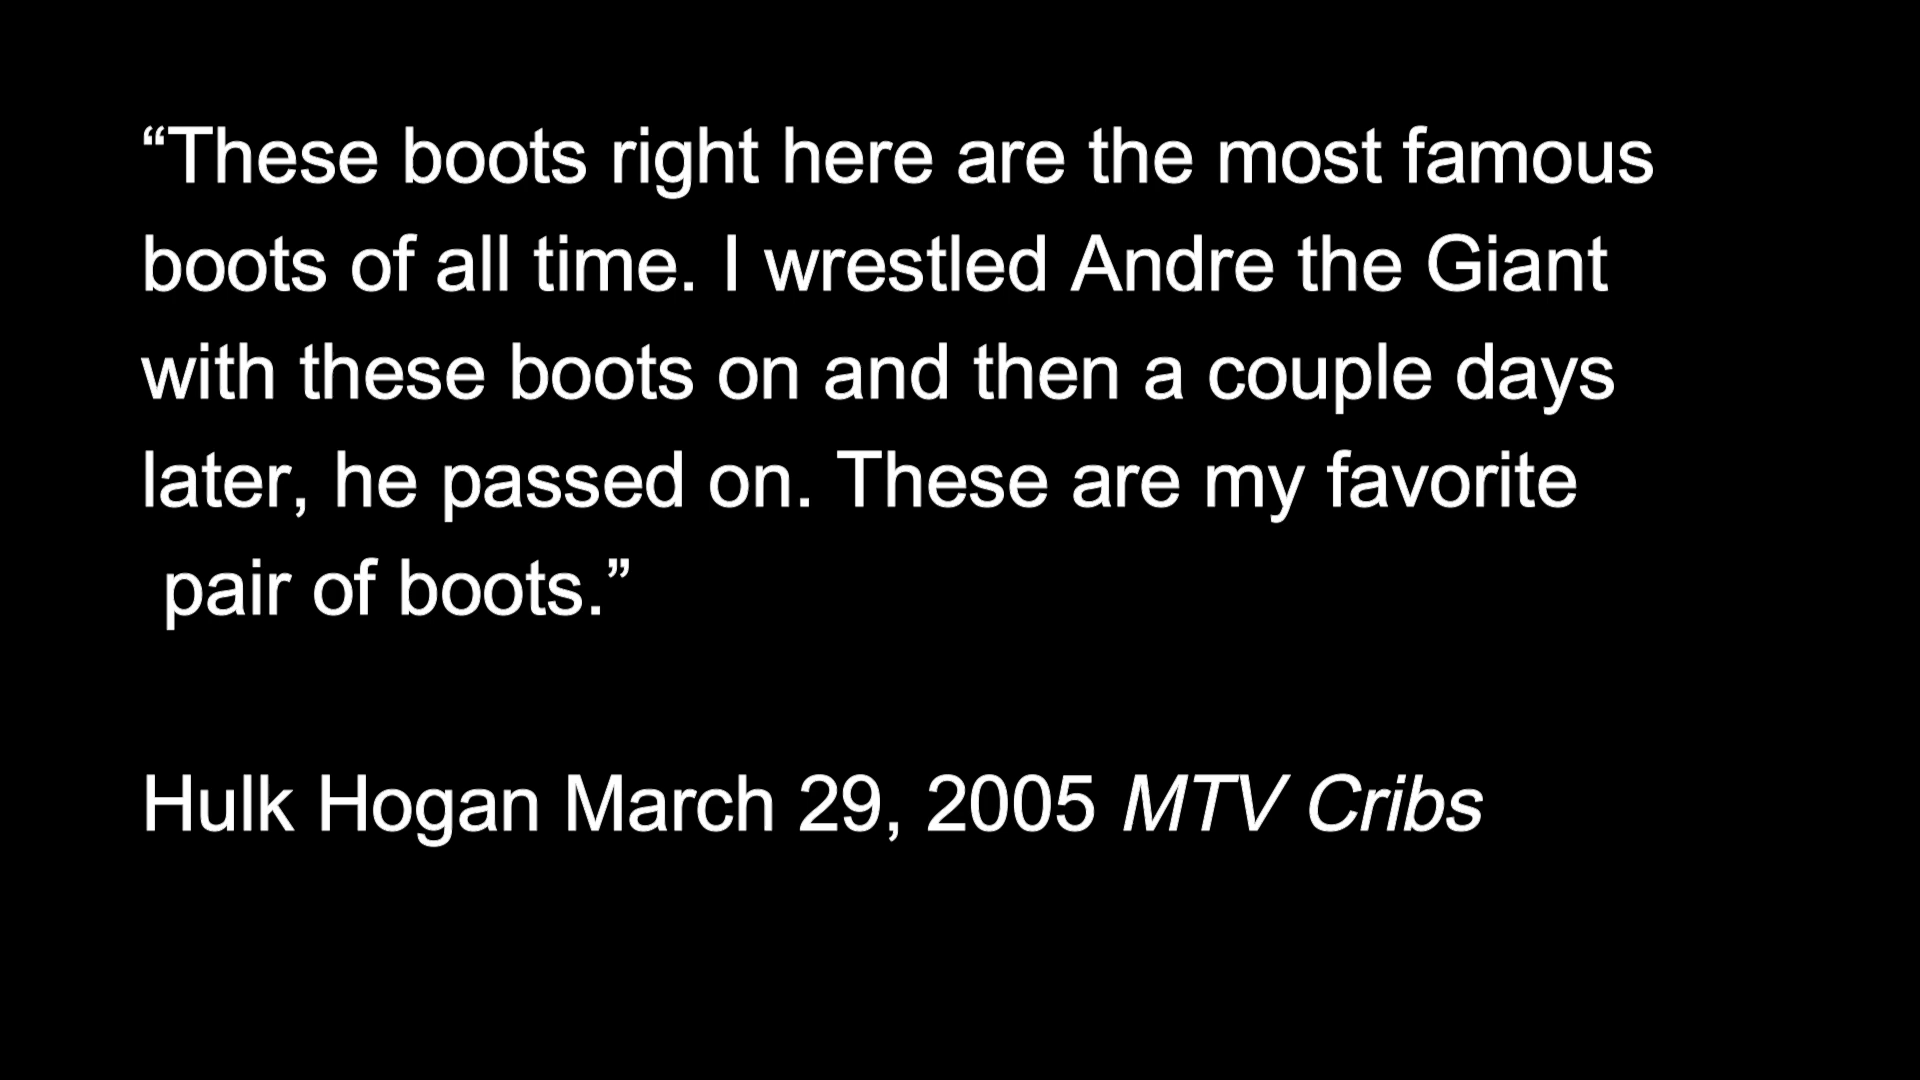 “These boots right here are the most famous
boots of all time. I wrestled Andre the Giant
with these boots on and then a couple days
later, he passed on. These are my favorite
pair of boots.”
Hulk Hogan March 29, 2005 MTV Cribs